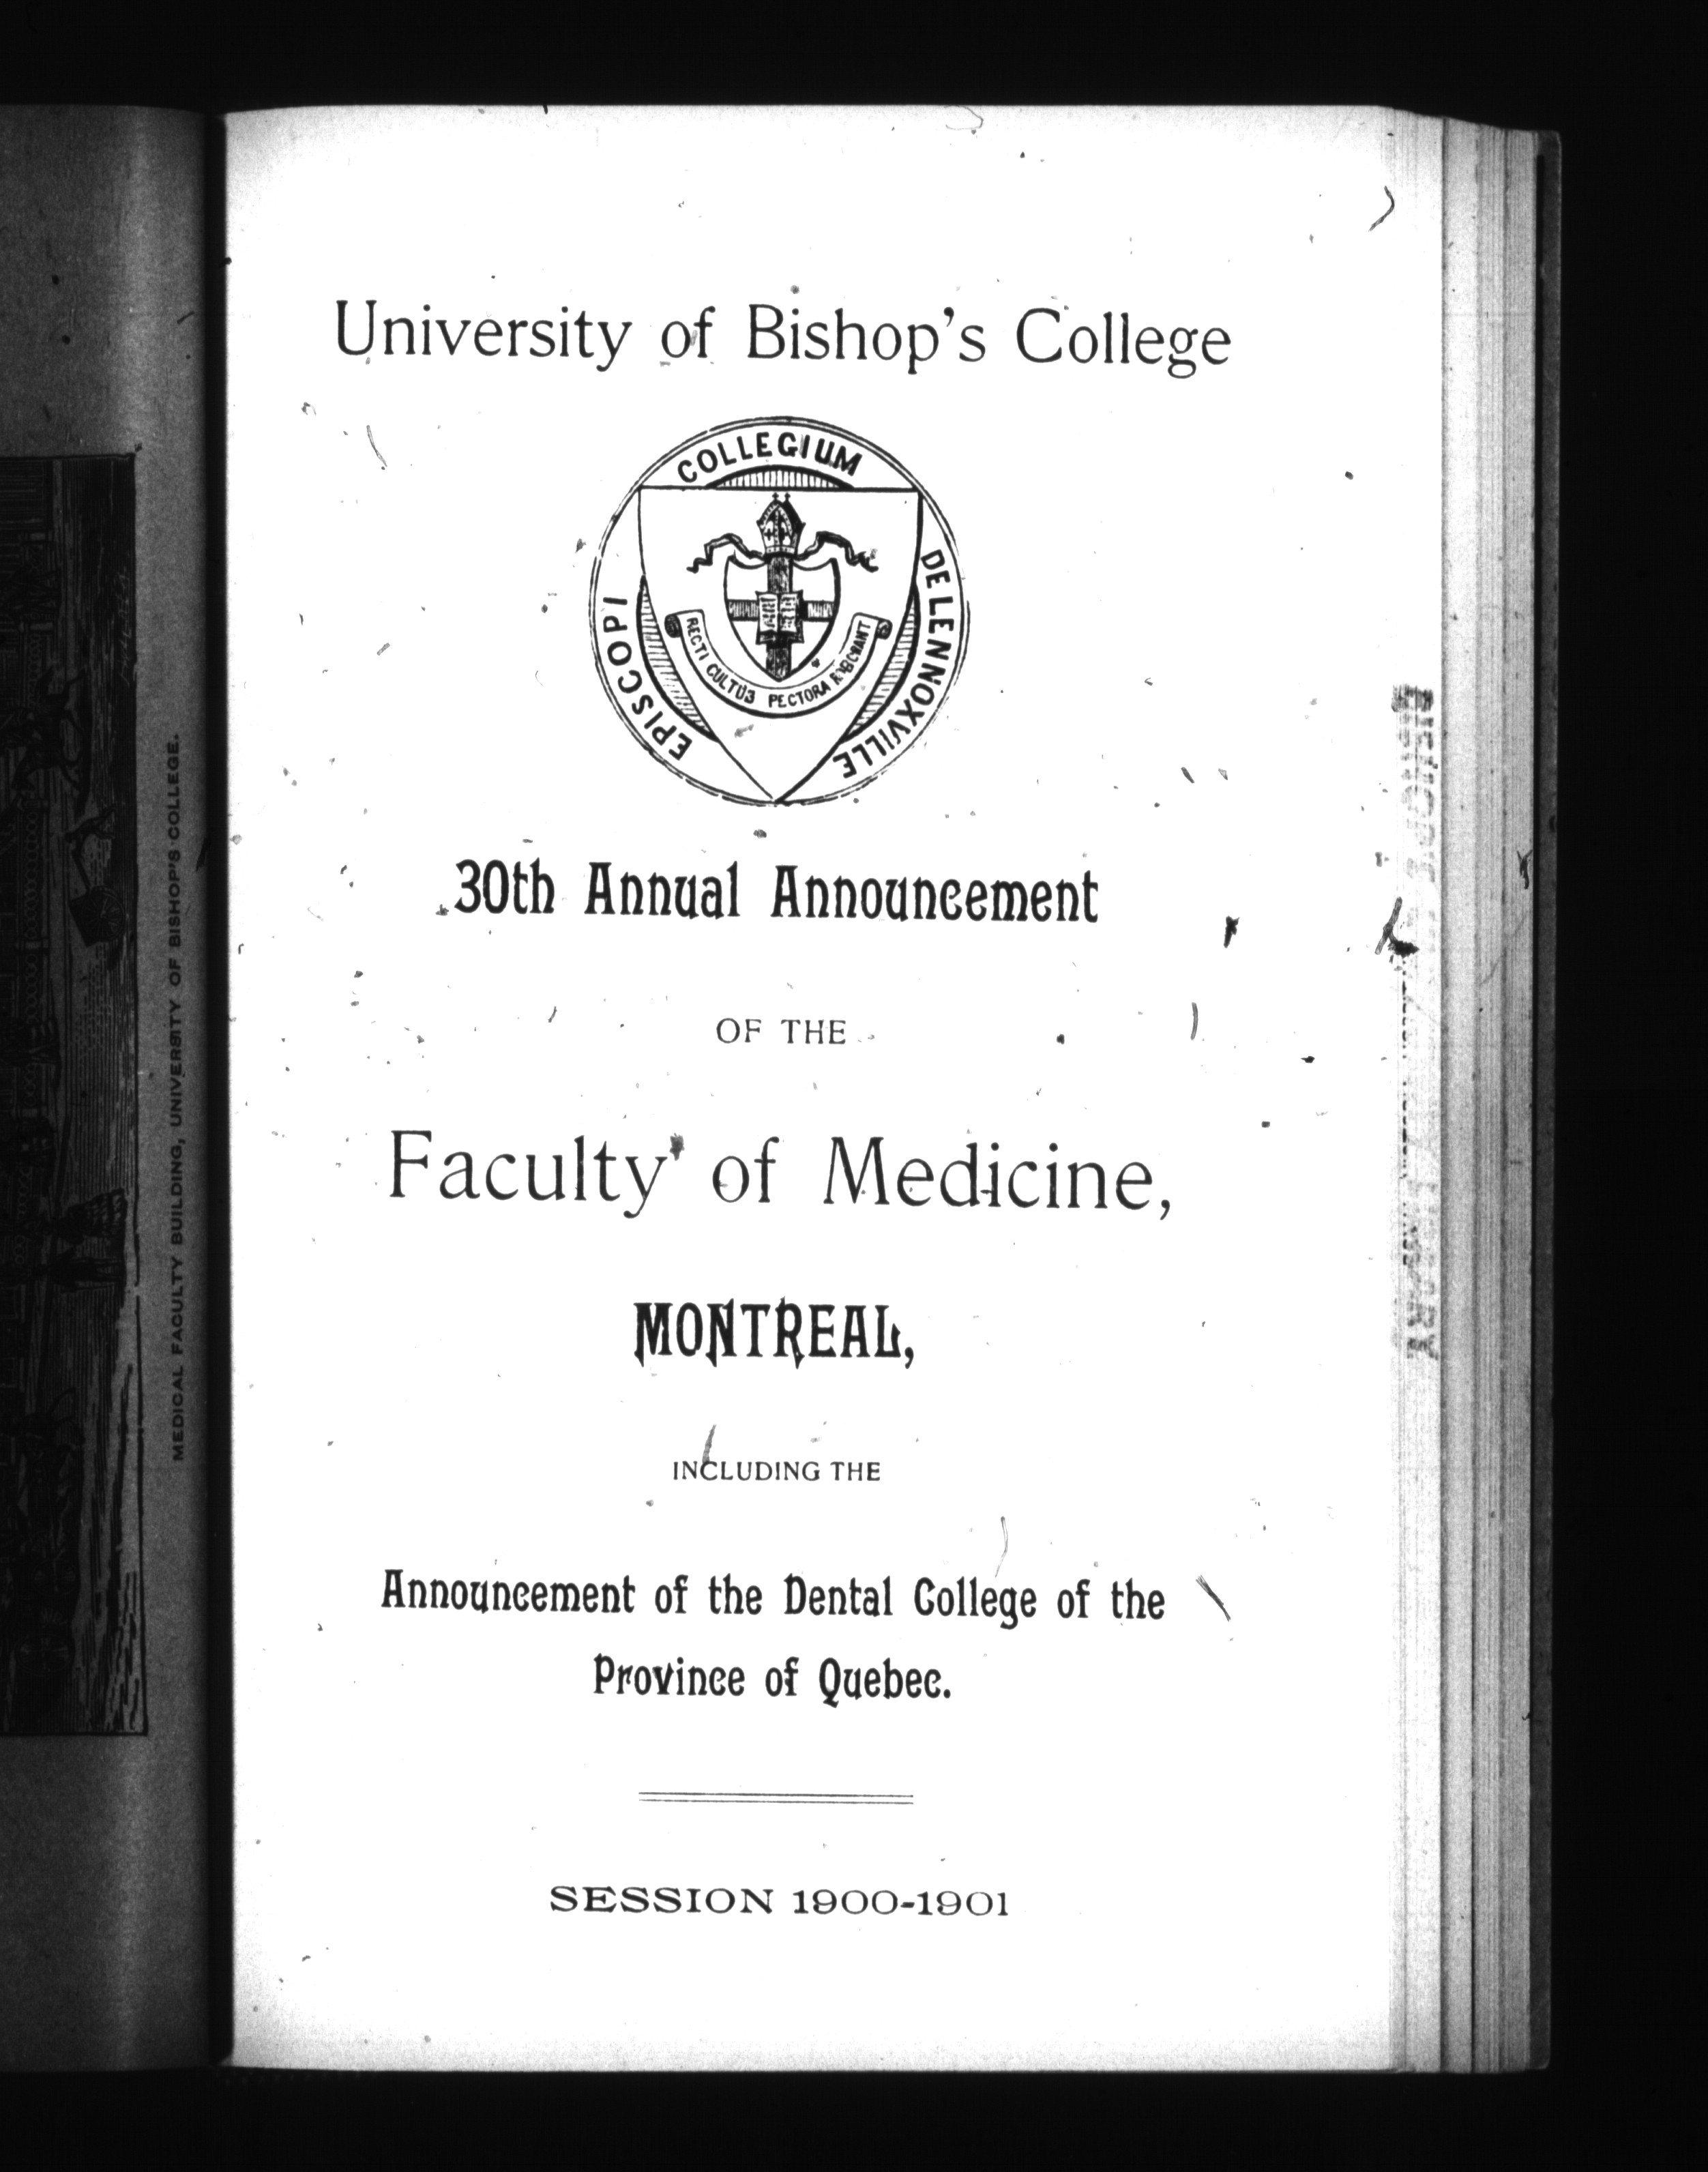 MEDICAL FACULTY BUILDING, UNIVERSITY OF BISHOP'S COLLEGE.
University of Bishop's College
COLLEGIUM
EPISCOPI
DE LENNOXVILLE
RECTI CULTUS PECTORA ROBORANT
30th Annual Announcement
OF THE
Faculty of Medicine,
MONTREAL,
INCLUDING THE
Announcement of the Dental College of the
Province of Quebec.
SESSION 1900-1901